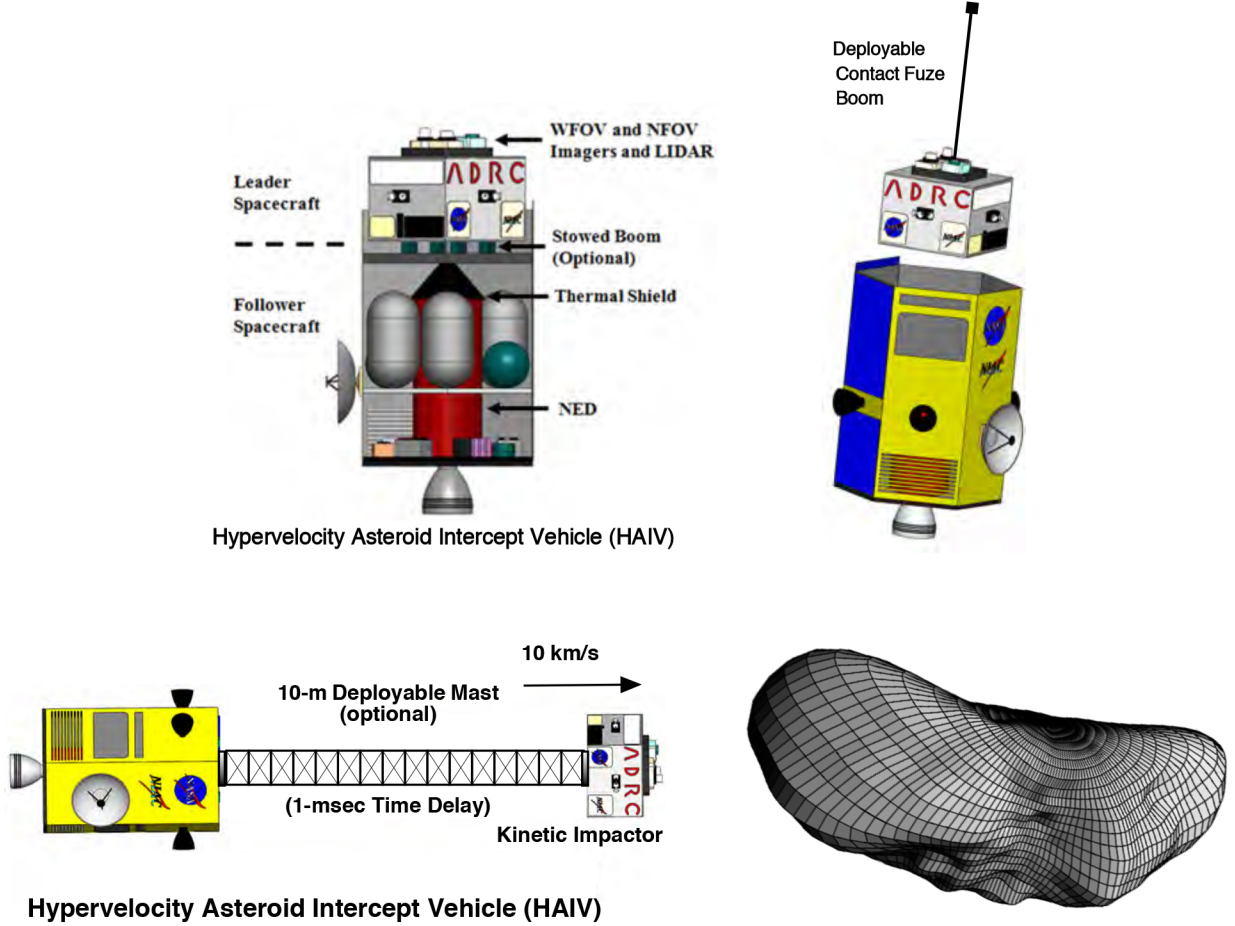 Deployable
Contact Fuze
Boom
WFOV and NFOV
Imagers and LIDAR
ADRC
Leader
Spacecraft
Stowed Boom
(Optional)
Thermal Shield
Follower
Spacecraft
NED
ADRC
Hypervelocity Asteroid Intercept Vehicle (HAIV)
10 km/s
10-m Deployable Mast
(optional)
(1-msec Time Delay)
ADRC
Kinetic Impactor
Hypervelocity Asteroid Intercept Vehicle (HAIV)